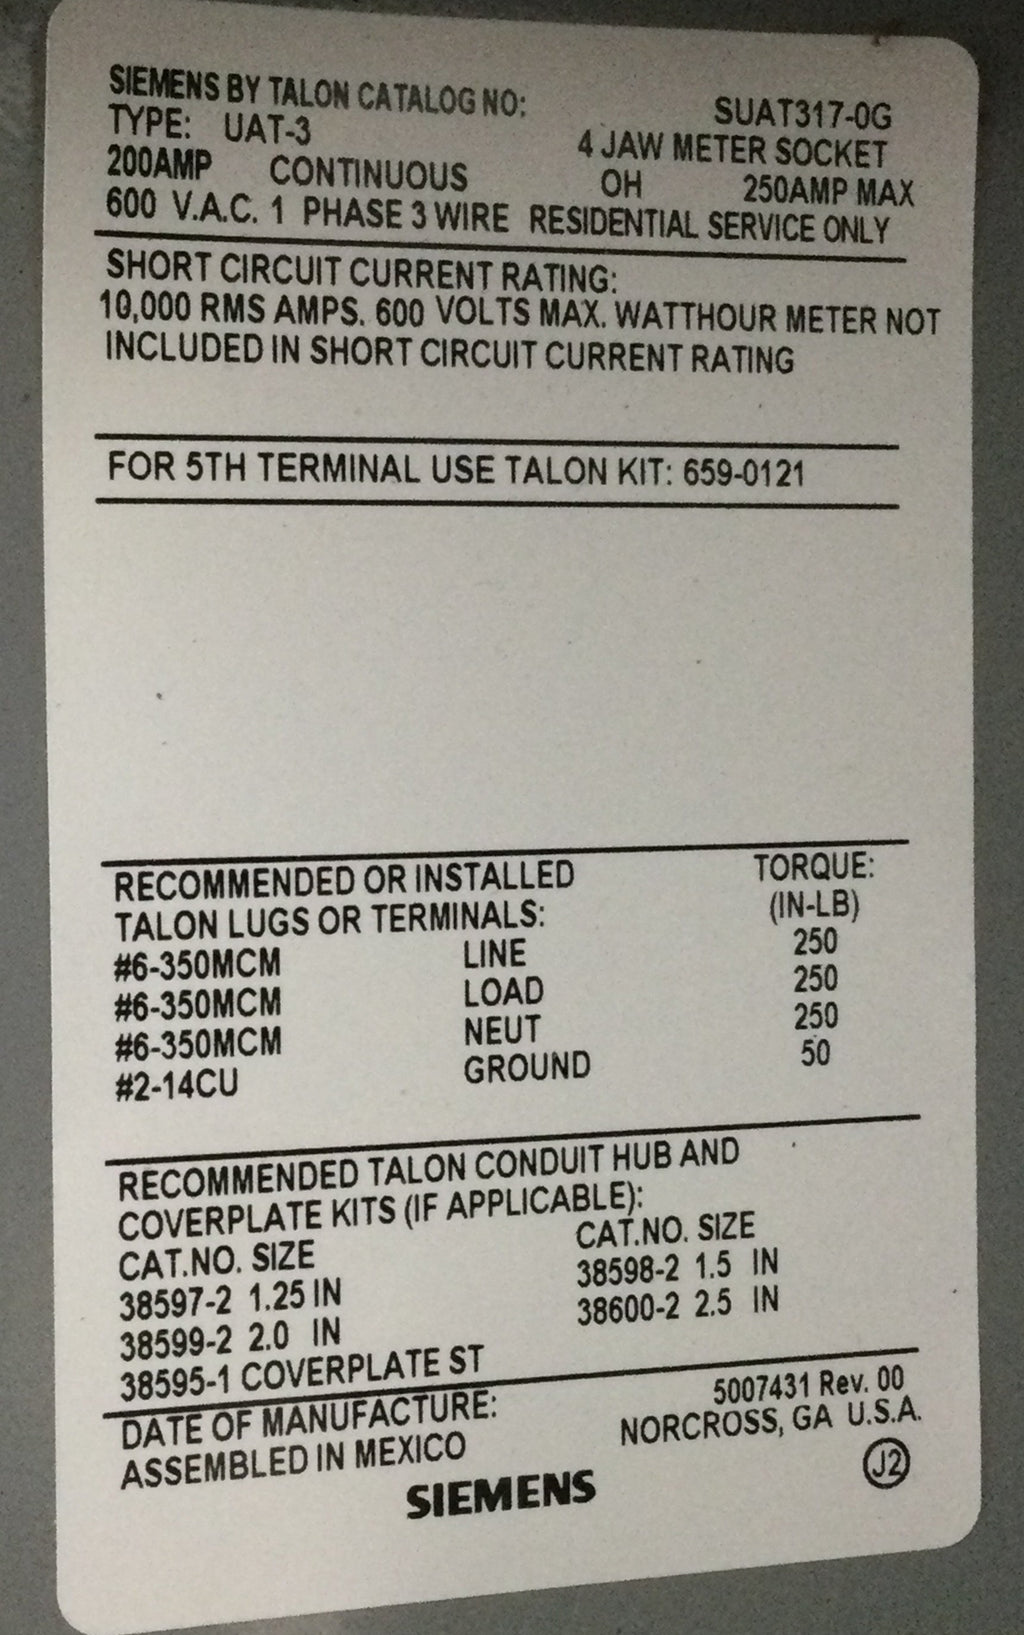 SIEMENS BY TALON CATALOG NO: SUAT317-0G
TYPE: UAT-3 4 JAW METER SOCKET
200AMP CONTINUOUS OH 250AMP MAX
600 V.A.C. 1 PHASE 3 WIRE RESIDENTIAL SERVICE ONLY
SHORT CIRCUIT CURRENT RATING:
10,000 RMS AMPS. 600 VOLTS MAX. WATTHOUR METER NOT
INCLUDED IN SHORT CIRCUIT CURRENT RATING
FOR 5TH TERMINAL USE TALON KIT: 659-0121
RECOMMENDED OR INSTALLED TORQUE:
TALON LUGS OR TERMINALS: (IN-LB)
#6-350MCM LINE 250
#6-350MCM LOAD 250
#6-350MCM NEUT 250
#2-14CU GROUND 50
RECOMMENDED TALON CONDUIT HUB AND
COVERPLATE KITS (IF APPLICABLE):
CAT.NO. SIZE CAT.NO. SIZE
38597-2 1.25 IN 38598-2 1.5 IN
38599-2 2.0 IN 38600-2 2.5 IN
38595-1 COVERPLATE ST
DATE OF MANUFACTURE: 5007431 Rev. 00
ASSEMBLED IN MEXICO NORCROSS, GA U.S.A.
SIEMENS J2